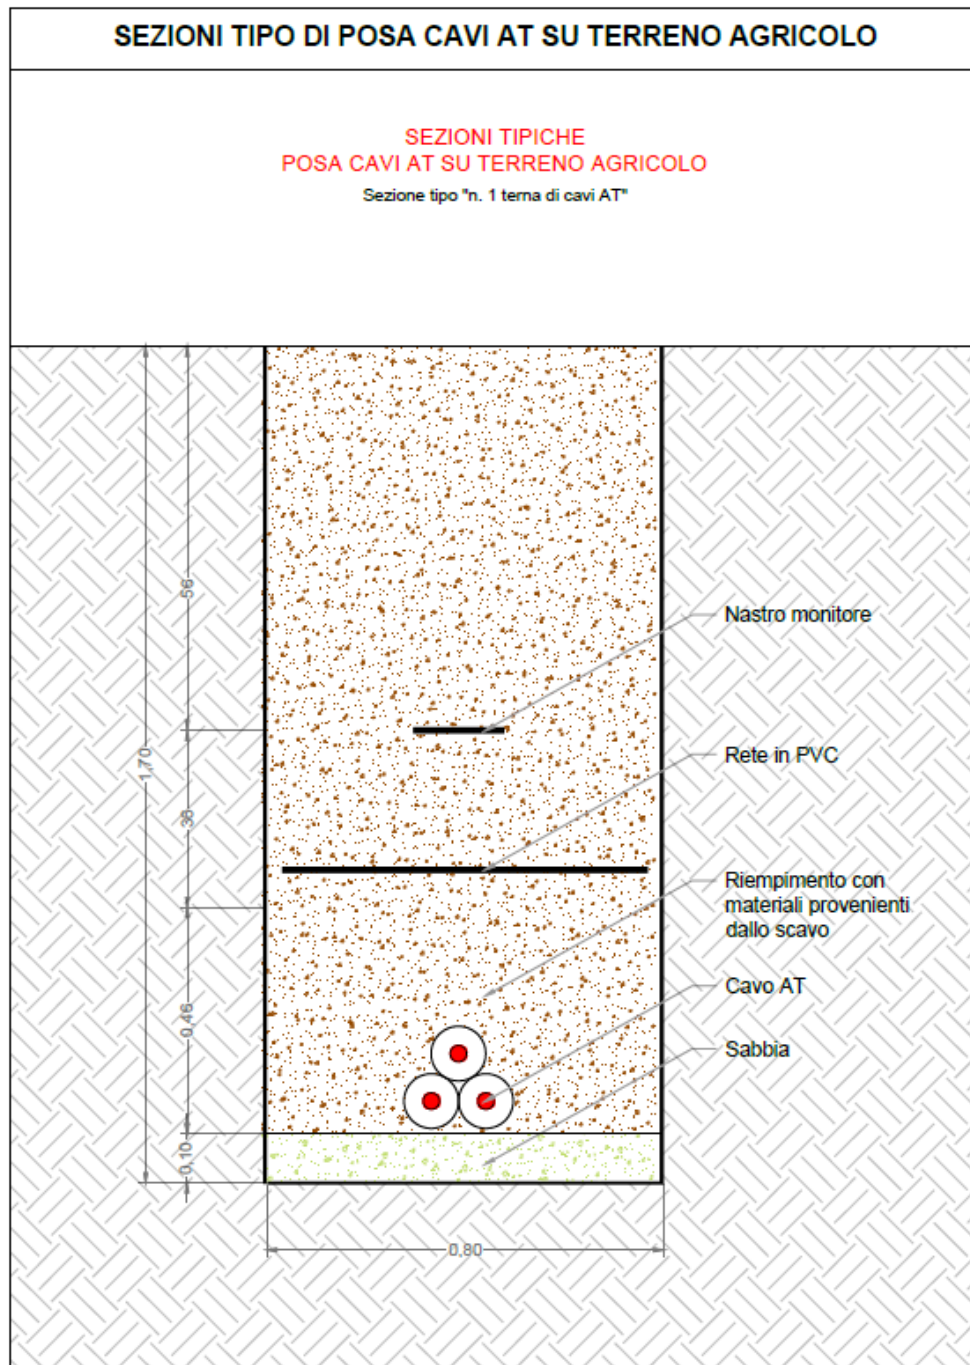 SEZIONI TIPO DI POSA CAVI AT SU TERRENO AGRICOLO
SEZIONI TIPICHE
POSA CAVI AT SU TERRENO AGRICOLO
Sezione tipo "n. 1 terna di cavi AT"
56
Nastro monitore
1,70
Rete in PVC
36
Riempimento con
materiali provenienti
dallo scavo
Cavo AT
0,46
Sabbia
0,10
0,80